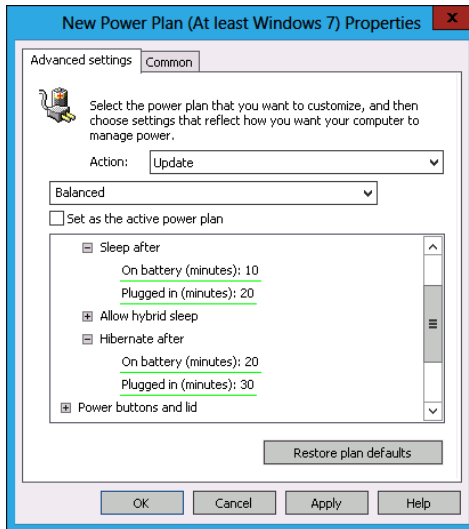 New Power Plan (At least Windows 7) Properties
x
Advanced settings
Common
Select the power plan that you want to customize, and then
choose settings that reflect how you want your computer to
manage power.
Action:
Update
Balanced
Set as the active power plan
Sleep after
On battery (minutes): 10
Plugged in (minutes): 20
Allow hybrid sleep
Hibernate after
On battery (minutes): 20
Plugged in (minutes): 30
Power buttons and lid
Restore plan defaults
OK
Cancel
Apply
Help